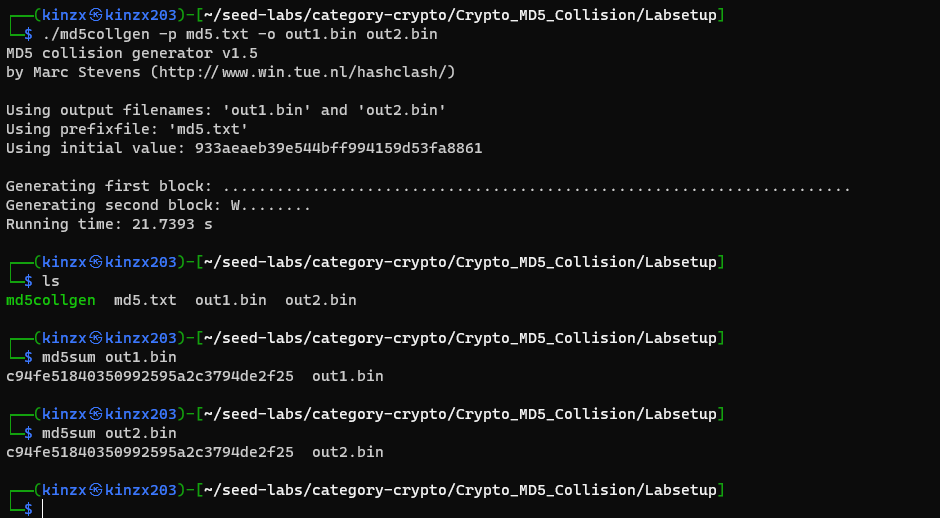 ┌──(kinzx㉿kinzx203)-[~/seed-labs/category-crypto/Crypto_MD5_Collision/Labsetup]
└─$ ./md5collgen -p md5.txt -o out1.bin out2.bin
MD5 collision generator v1.5
by Marc Stevens (http://www.win.tue.nl/hashclash/)
Using output filenames: 'out1.bin' and 'out2.bin'
Using prefixfile: 'md5.txt'
Using initial value: 933aeaeb39e544bff994159d53fa8861
Generating first block: ......................................................................
Generating second block: W........
Running time: 21.7393 s
┌──(kinzx㉿kinzx203)-[~/seed-labs/category-crypto/Crypto_MD5_Collision/Labsetup]
└─$ ls
md5collgen  md5.txt  out1.bin  out2.bin
┌──(kinzx㉿kinzx203)-[~/seed-labs/category-crypto/Crypto_MD5_Collision/Labsetup]
└─$ md5sum out1.bin
c94fe51840350992595a2c3794de2f25  out1.bin
┌──(kinzx㉿kinzx203)-[~/seed-labs/category-crypto/Crypto_MD5_Collision/Labsetup]
└─$ md5sum out2.bin
c94fe51840350992595a2c3794de2f25  out2.bin
┌──(kinzx㉿kinzx203)-[~/seed-labs/category-crypto/Crypto_MD5_Collision/Labsetup]
└─$